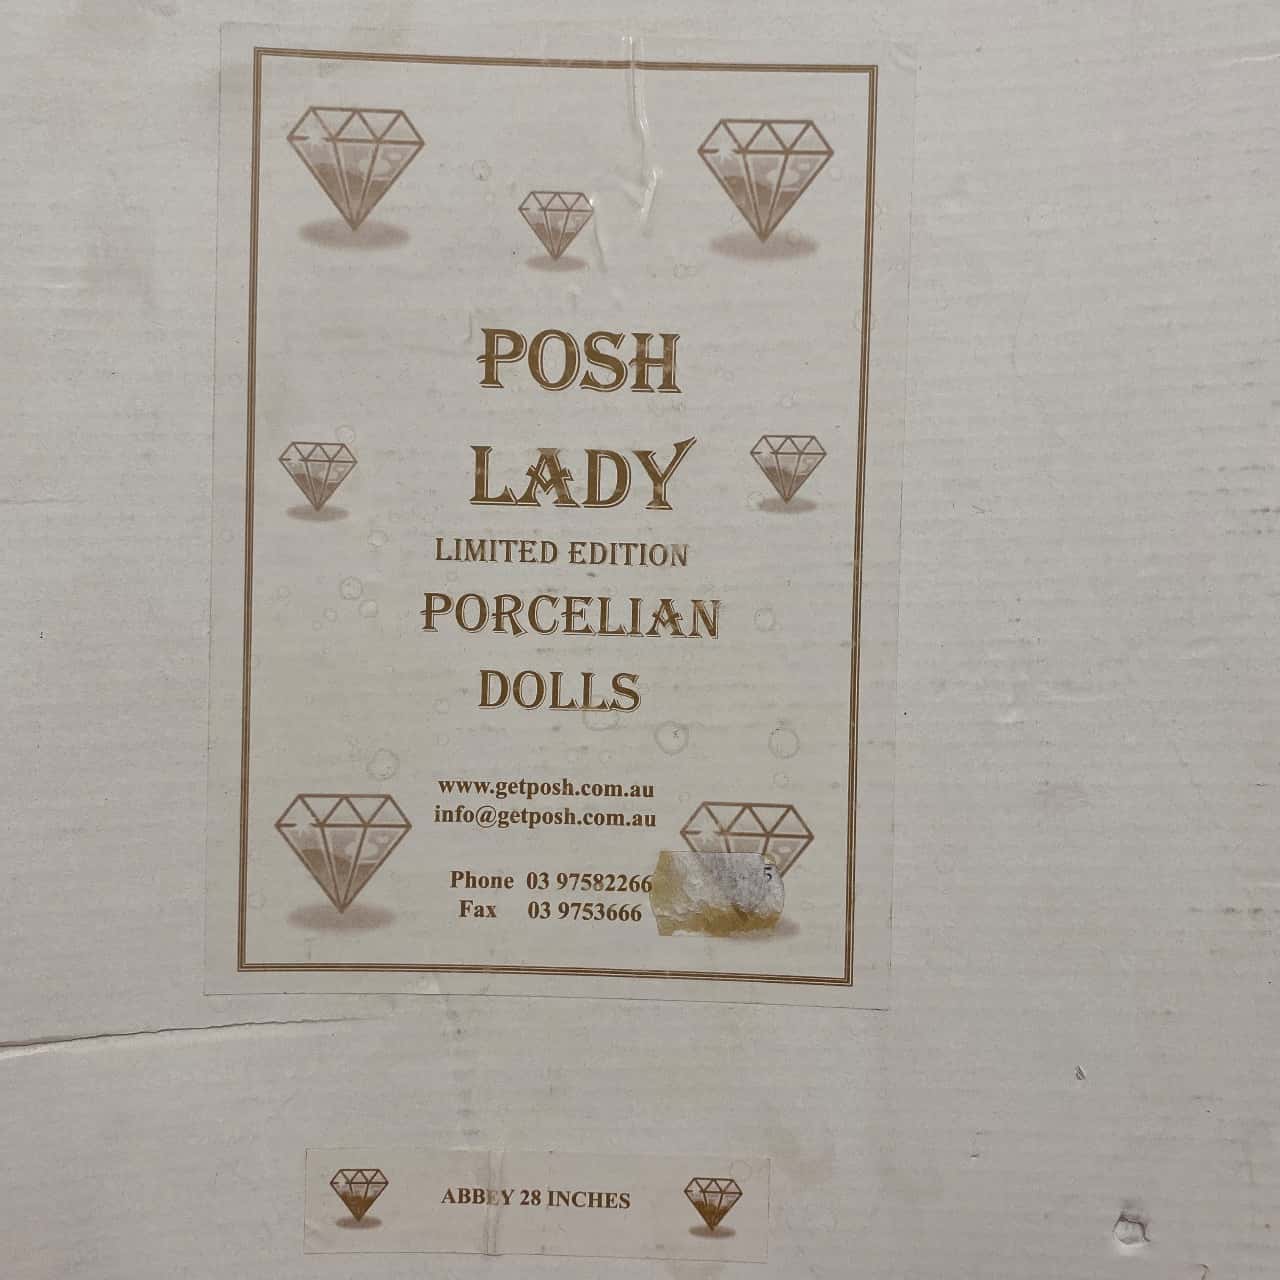 POSH
LADY
LIMITED EDITION
PORCELIAN
DOLLS
www.getposh.com.au
info@getposh.com.au
Phone 03 97582266
Fax 03 9753666
5
ABBEY 28 INCHES